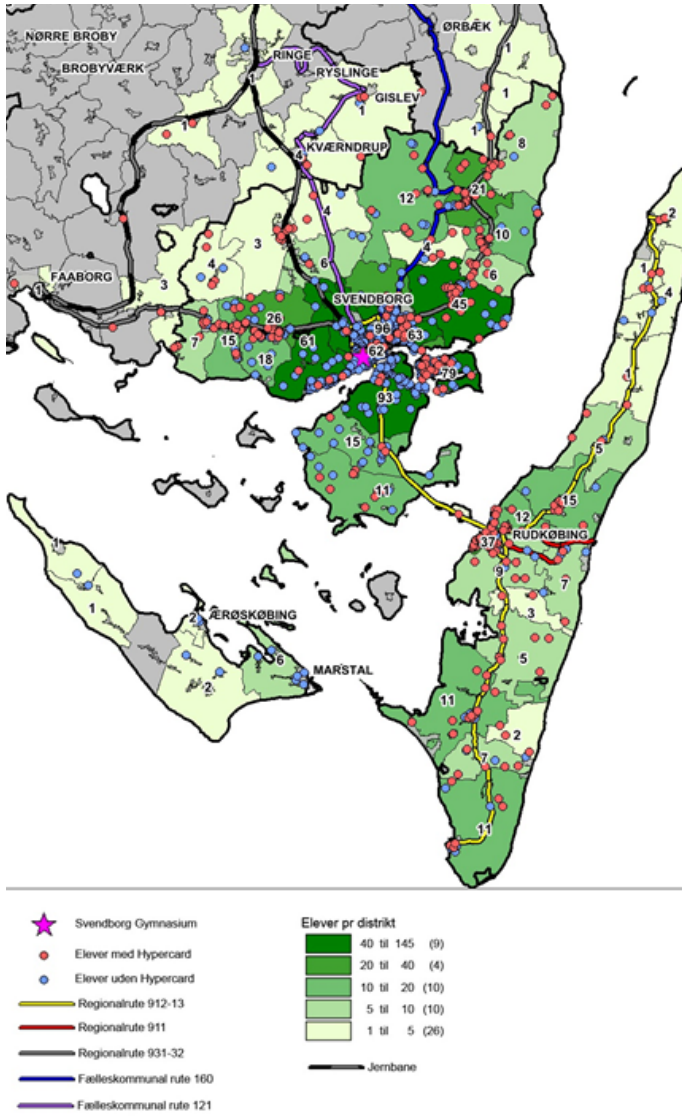 NØRRE BROBY
ØRBÆK
RINGE
1
BROBYVÆRK
RYSLINGE
1
GISLEV
1
1
1
KVÆRNDRUP
8
4
12
21
4
2
3
10
4
4
6
6
1
FAABORG
3
SVENDBORG
45
4
1
26
96
63
7
15
61
62
18
79
1
93
15
5
11
15
12
RUDKØBING
37
1
9
7
1
3
2
ÆRØSKØBING
6
5
MARSTAL
2
11
2
7
11
Svendborg Gymnasium
Elever med Hypercard
Elever uden Hypercard
Regionalrute 912-13
Regionalrute 911
Regionalrute 931-32
Fælleskommunal rute 160
Fælleskommunal rute 121
Elever pr distrikt
40 til 145 (9)
20 til 40 (4)
10 til 20 (10)
5 til 10 (10)
1 til 5 (26)
Jernbane